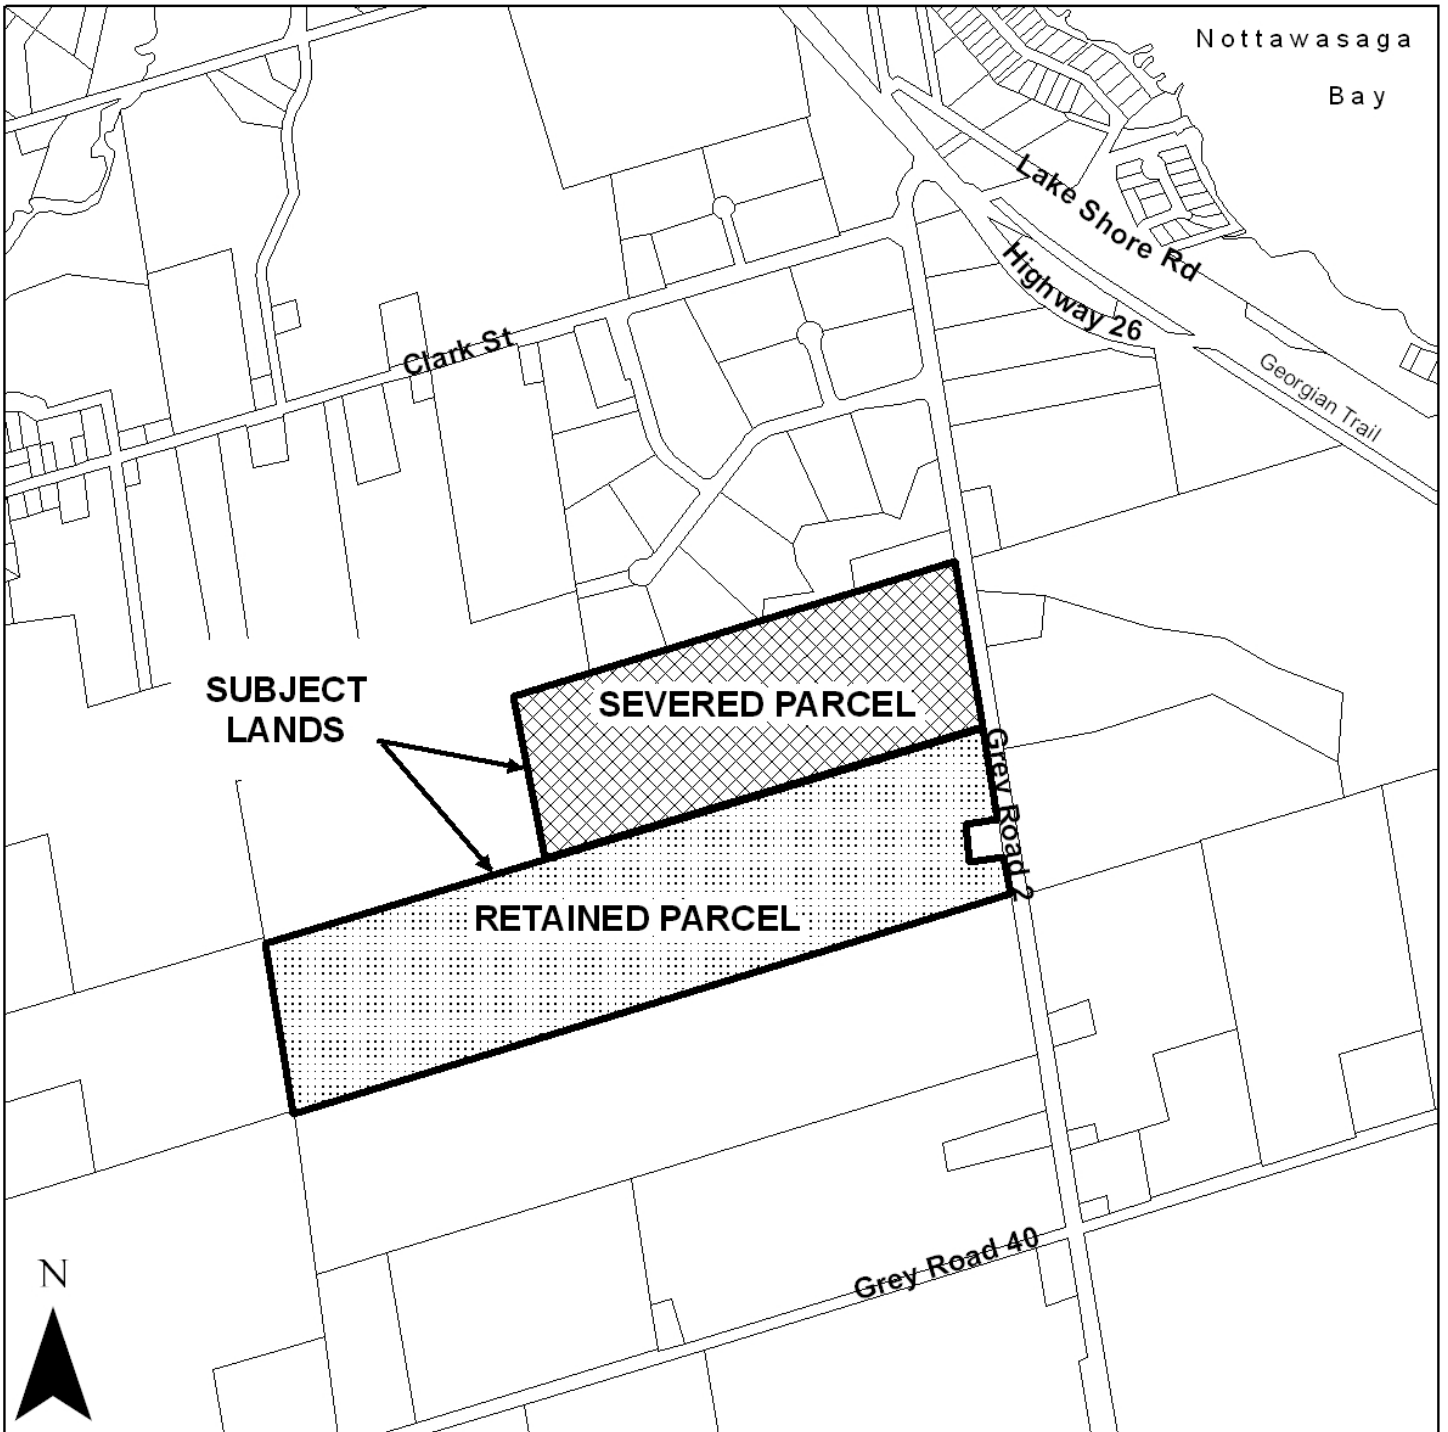 Nottawasaga
Bay
Lake Shore Rd
Highway 26
Clark St
Georgian Trail
SUBJECT
LANDS
SEVERED PARCEL
Grey Road 2
RETAINED PARCEL
Grey Road 40
N